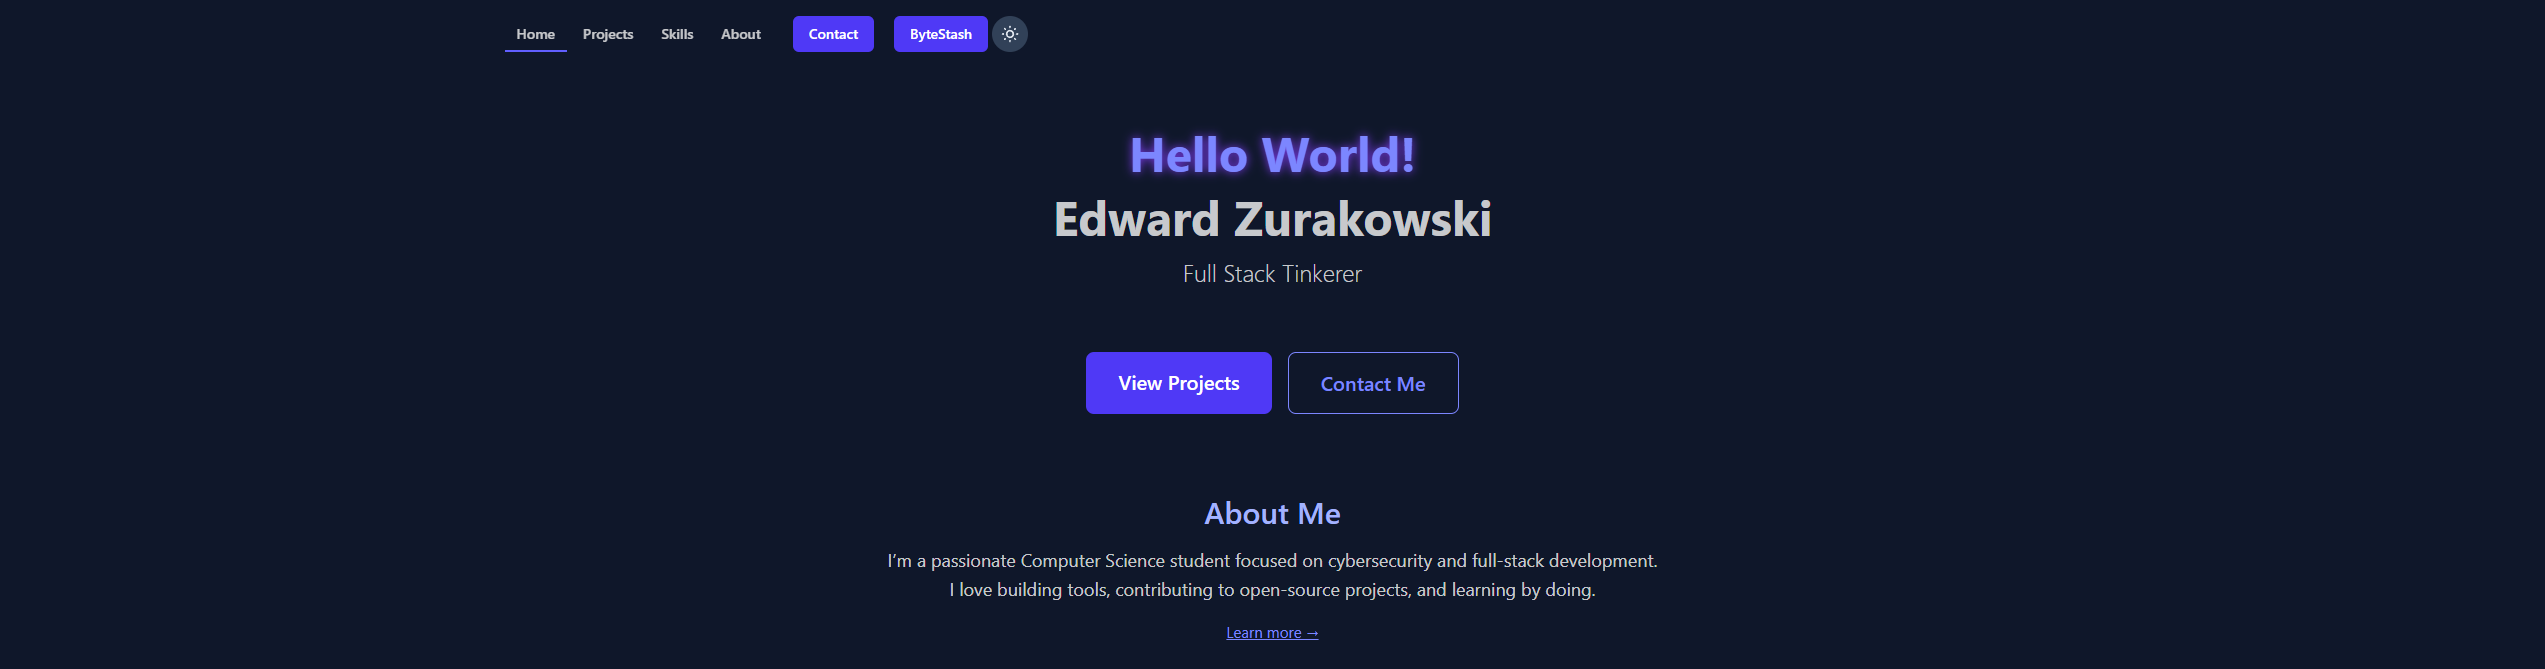 Home Projects Skills About Contact ByteStash
Hello World!
Edward Zurakowski
Full Stack Tinkerer
View Projects Contact Me
About Me
I’m a passionate Computer Science student focused on cybersecurity and full-stack development.
I love building tools, contributing to open-source projects, and learning by doing.
Learn more →